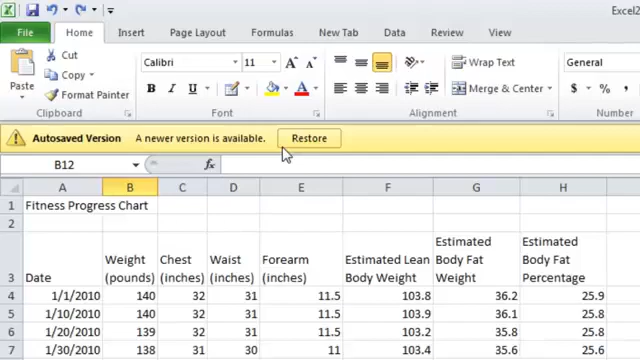 Excel2
File Home Insert Page Layout Formulas New Tab Data Review View
Paste
Cut
Copy
Format Painter
Clipboard
Calibri 11 A A
B I U A
Font
Wrap Text
Merge & Center
Alignment
General
$ % ,
Autosaved Version A newer version is available. Restore
B12 fx
A B C D E F G H
1 Fitness Progress Chart
2
3 Date Weight (pounds) Chest (inches) Waist (inches) Forearm (inches) Estimated Lean Body Weight Estimated Body Fat Weight Estimated Body Fat Percentage
4 1/1/2010 140 32 31 11.5 103.8 36.2 25.9
5 1/10/2010 140 32 31 11.5 103.9 36.1 25.8
6 1/20/2010 139 32 31 11.5 103.2 35.8 25.8
7 1/30/2010 138 31 30 11 103.4 35.6 25.6